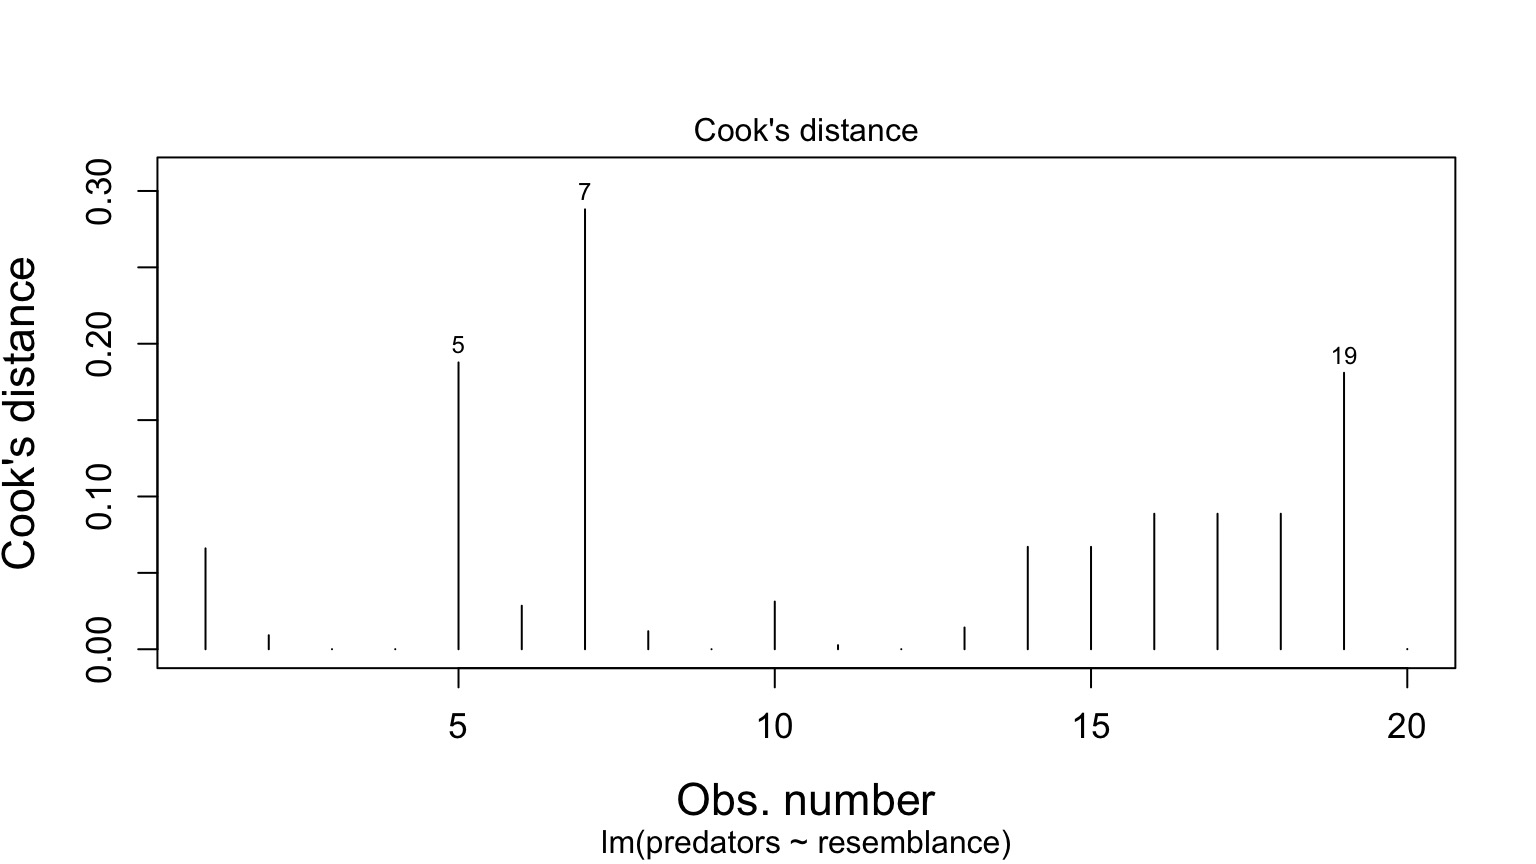 Cook's distance
0.30
0.20
0.10
0.00
Cook's distance
7
5
19
5 10 15 20
Obs. number
lm(predators ~ resemblance)